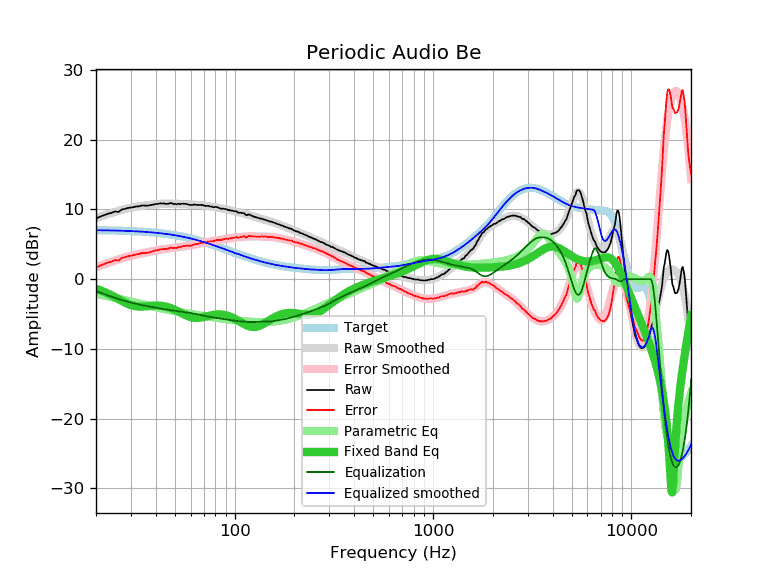 Periodic Audio Be
30
20
10
0
−10
−20
−30
Amplitude (dBr)
Target
Raw Smoothed
Error Smoothed
Raw
Error
Parametric Eq
Fixed Band Eq
Equalization
Equalized smoothed
100
1000
10000
Frequency (Hz)